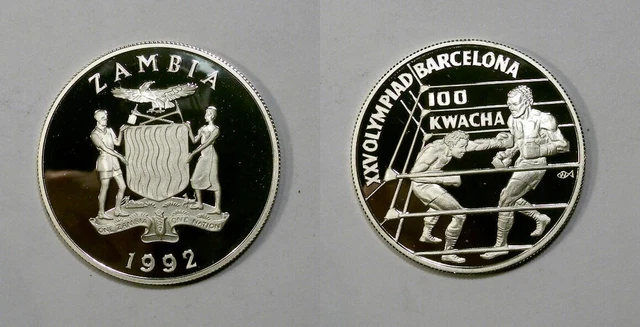 ZAMBIA
ONE ZAMBIA ONE NATION
1992
XXV OLYMPIAD BARCELONA
100
KWACHA